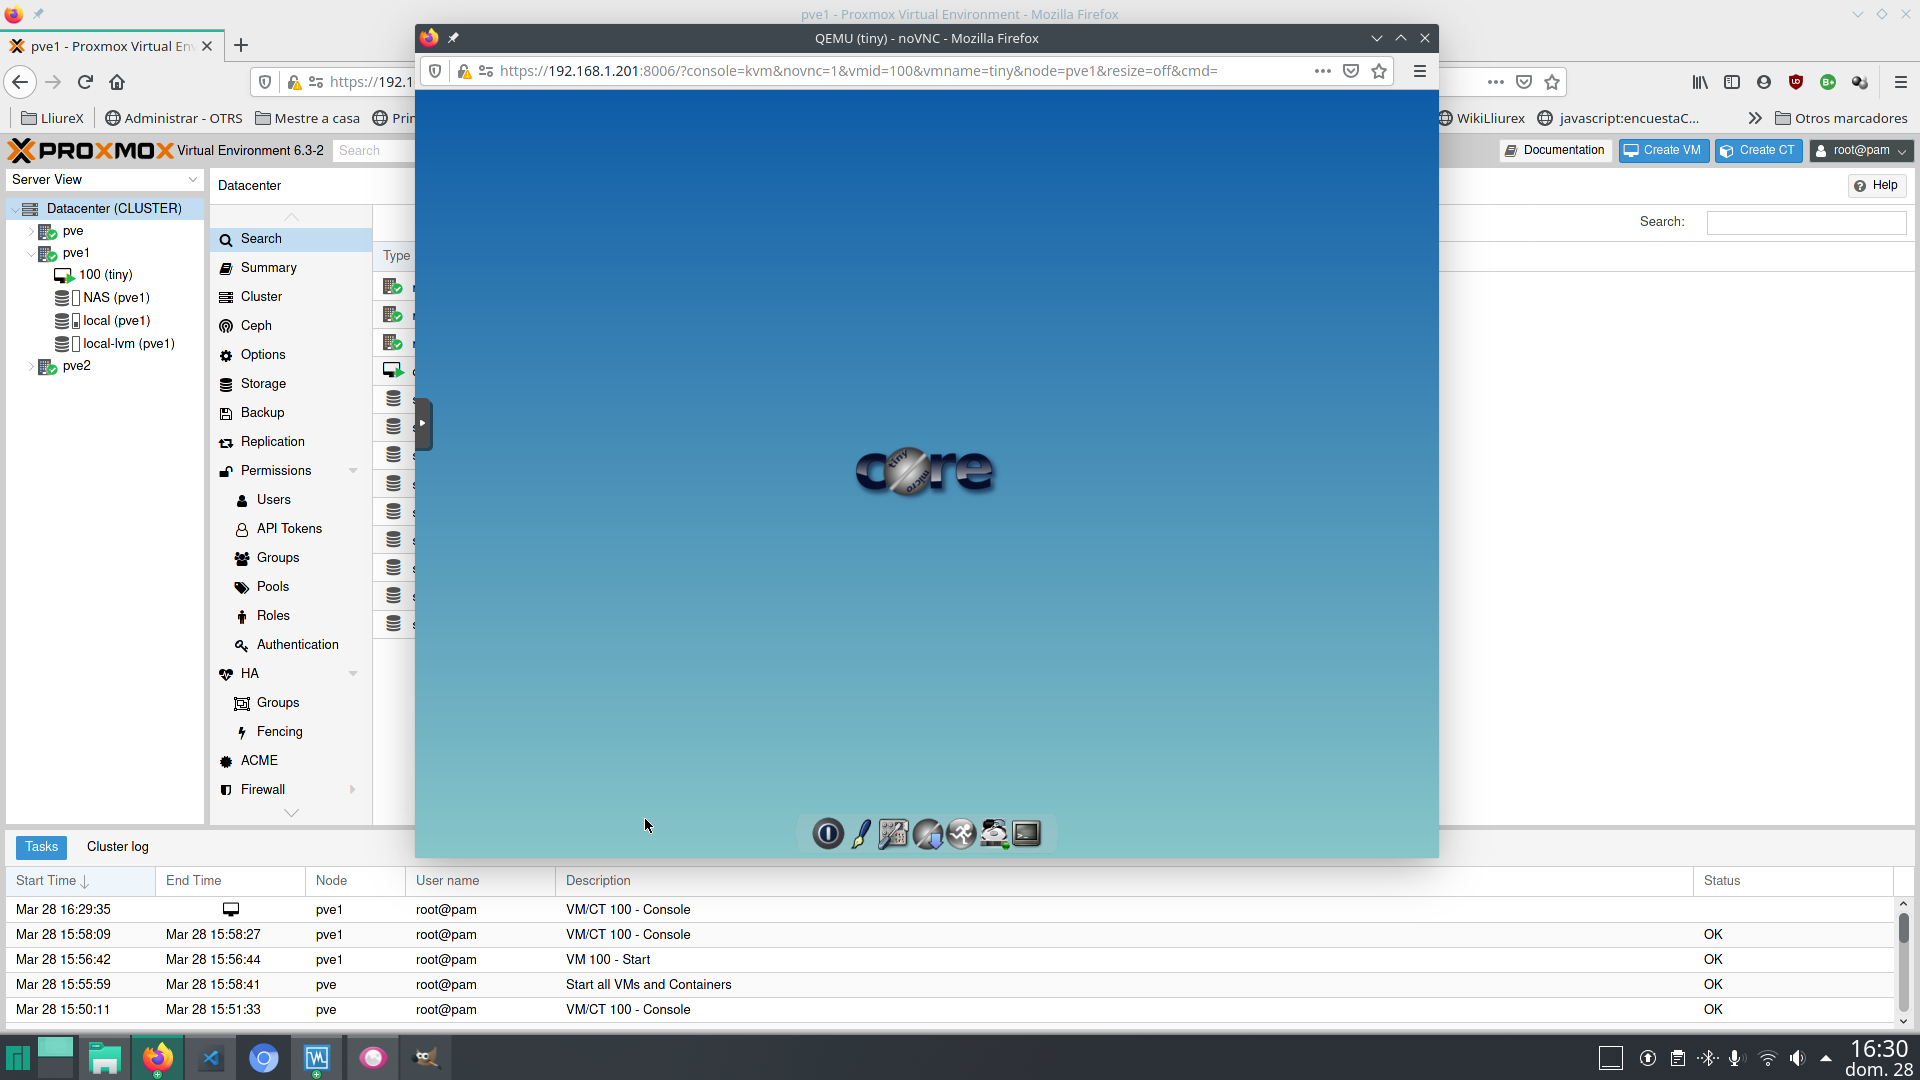 pve1 - Proxmox Virtual Environment - Mozilla Firefox
pve1 - Proxmox Virtual En
QEMU (tiny) - noVNC - Mozilla Firefox
https://192.168.1.201:8006/?console=kvm&novnc=1&vmid=100&vmname=tiny&node=pve1&resize=off&cmd=
https://192.1
LliureX
Administrar - OTRS
Mestre a casa
Prin
WikiLliurex
javascript:encuestaC...
Otros marcadores
PROXMOX Virtual Environment 6.3-2
Search
Documentation
Create VM
Create CT
root@pam
Server View
Datacenter
Help
Datacenter (CLUSTER)
pve
pve1
100 (tiny)
NAS (pve1)
local (pve1)
local-lvm (pve1)
pve2
Search
Summary
Cluster
Ceph
Options
Storage
Backup
Replication
Permissions
Users
API Tokens
Groups
Pools
Roles
Authentication
HA
Groups
Fencing
ACME
Firewall
Type
Search:
core
tiny
micro
Tasks
Cluster log
Start Time End Time Node User name Description Status
Mar 28 16:29:35 pve1 root@pam VM/CT 100 - Console
Mar 28 15:58:09 Mar 28 15:58:27 pve1 root@pam VM/CT 100 - Console OK
Mar 28 15:56:42 Mar 28 15:56:44 pve1 root@pam VM 100 - Start OK
Mar 28 15:55:59 Mar 28 15:58:41 pve root@pam Start all VMs and Containers OK
Mar 28 15:50:11 Mar 28 15:51:33 pve root@pam VM/CT 100 - Console OK
16:30
dom. 28